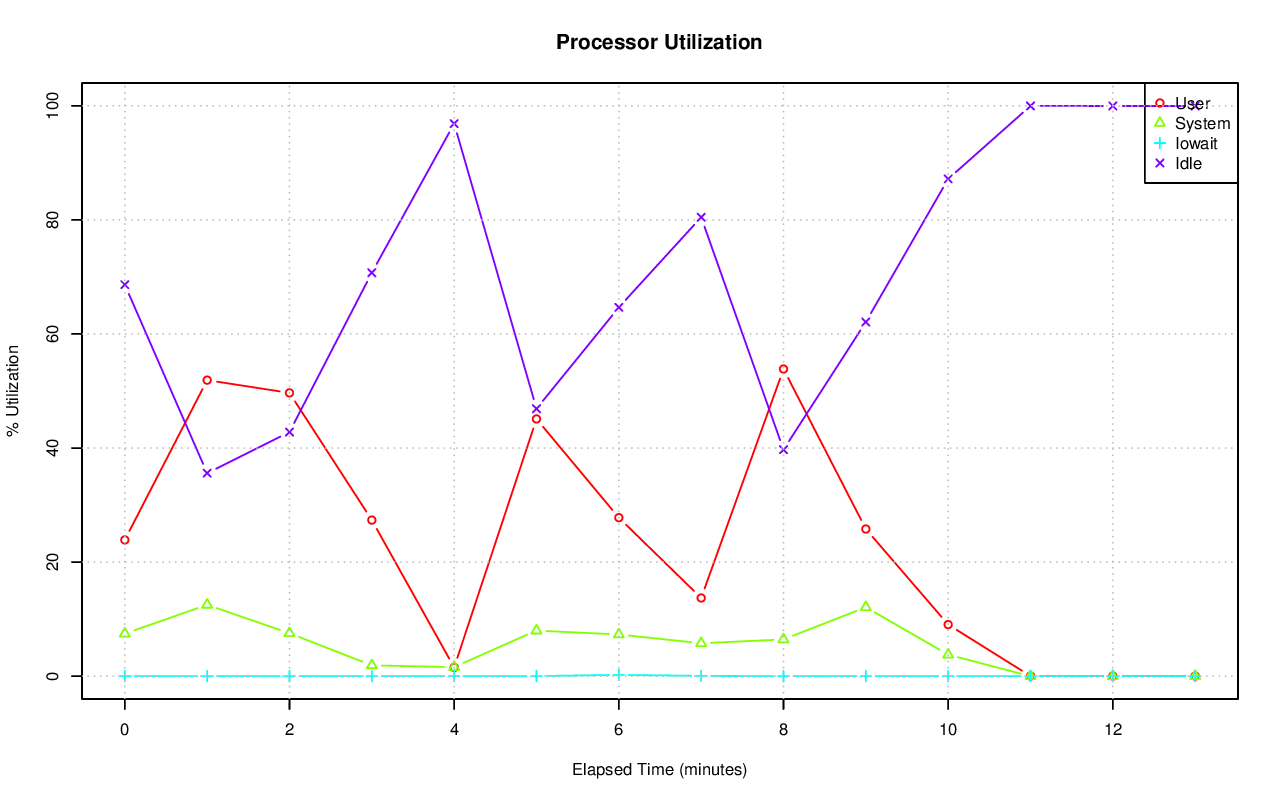 Processor Utilization
% Utilization
100
80
60
40
20
0
User
System
Iowait
Idle
0 2 4 6 8 10 12
Elapsed Time (minutes)